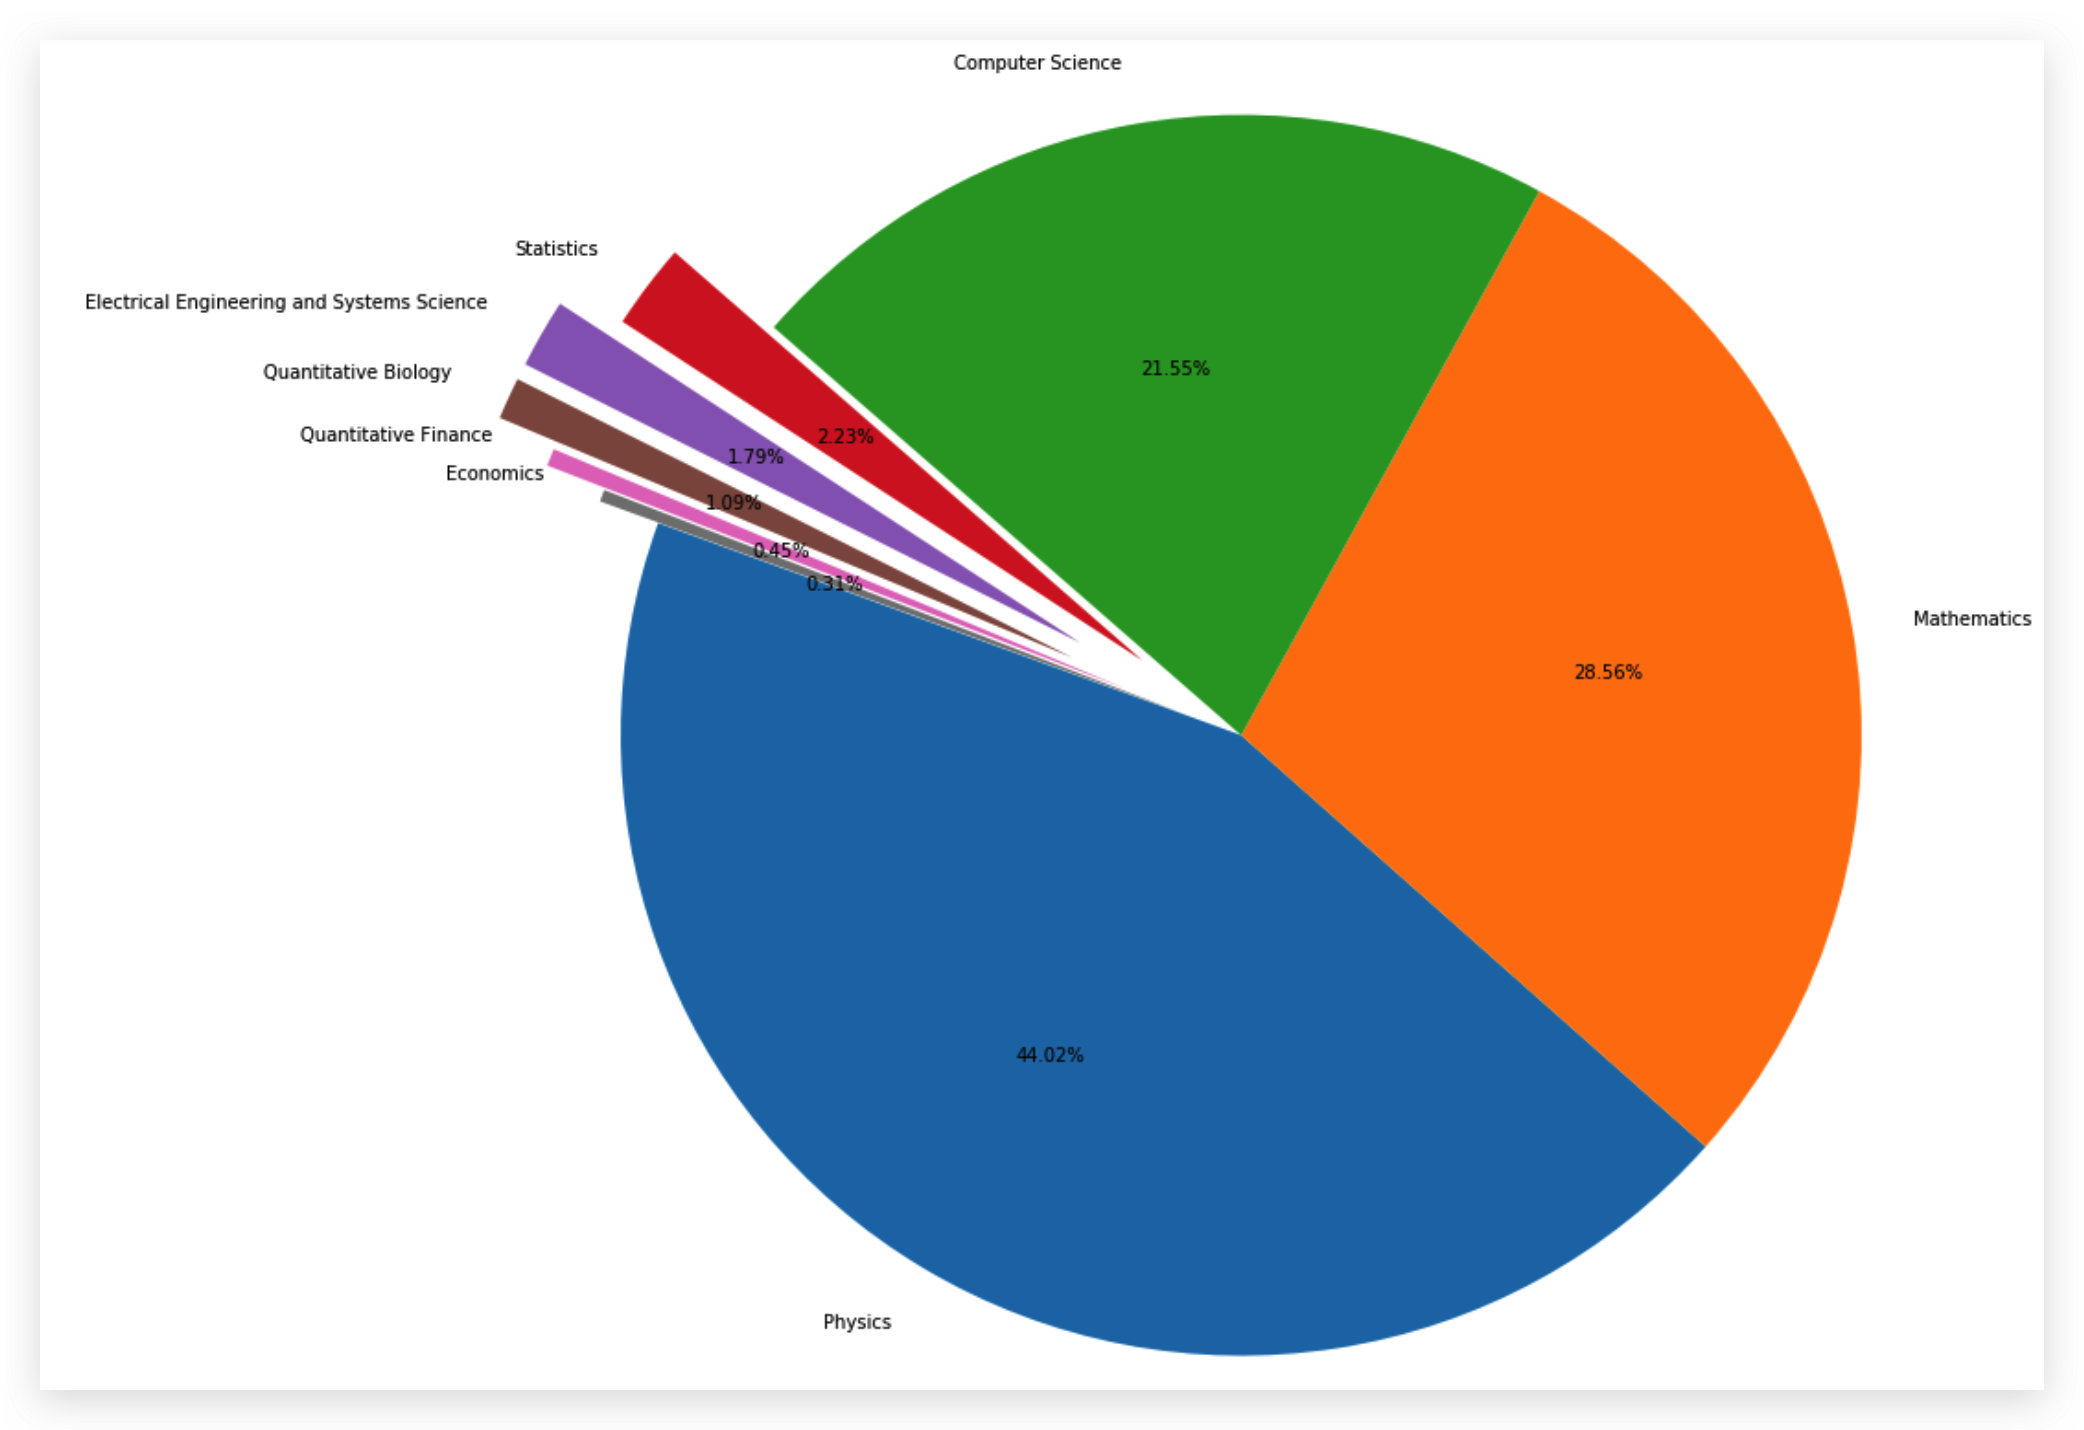 Computer Science
Statistics
Electrical Engineering and Systems Science
Quantitative Biology
Quantitative Finance
Economics
21.55%
2.23%
1.79%
1.09%
0.45%
0.31%
Mathematics
28.56%
44.02%
Physics